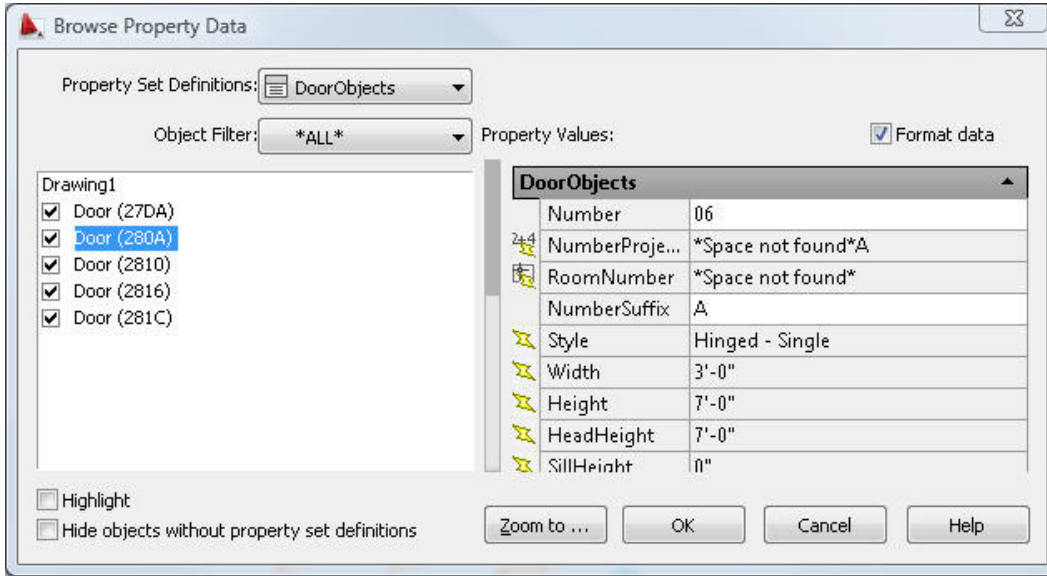 Browse Property Data
Property Set Definitions: DoorObjects
Object Filter: *ALL*
Property Values:
Format data
Drawing1
Door (27DA)
Door (280A)
Door (2810)
Door (2816)
Door (281C)
DoorObjects
Number 06
NumberProje... *Space not found*A
RoomNumber *Space not found*
NumberSuffix A
Style Hinged - Single
Width 3'-0"
Height 7'-0"
HeadHeight 7'-0"
SillHeight 0"
Highlight
Hide objects without property set definitions
Zoom to ... OK Cancel Help